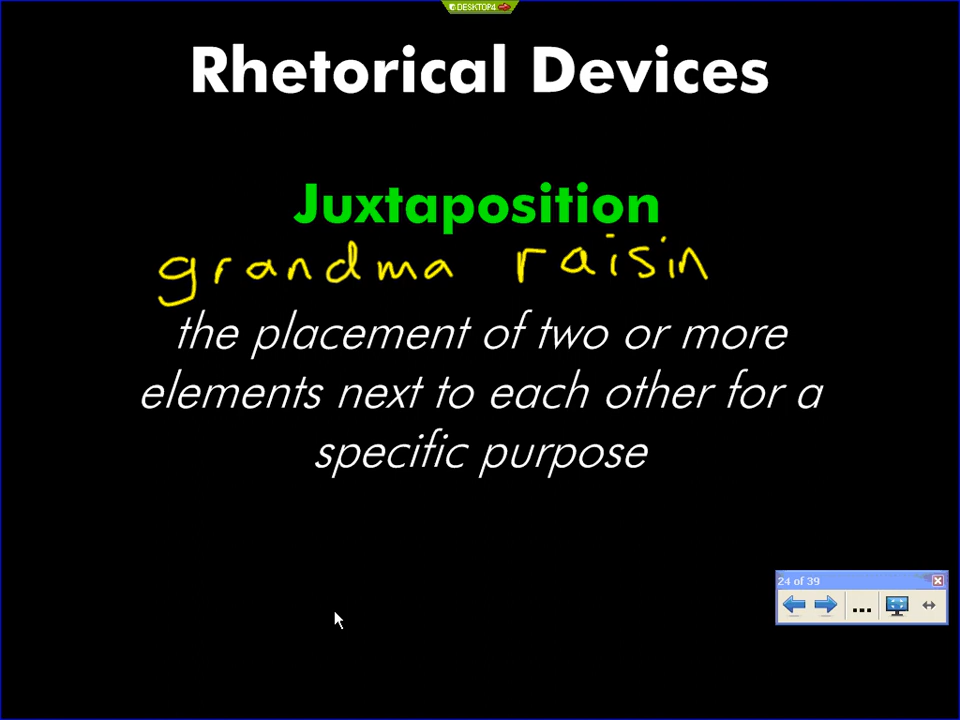 DESKTOP4
Rhetorical Devices
Juxtaposition
grandma raisin
the placement of two or more
elements next to each other for a
specific purpose
24 of 39
...